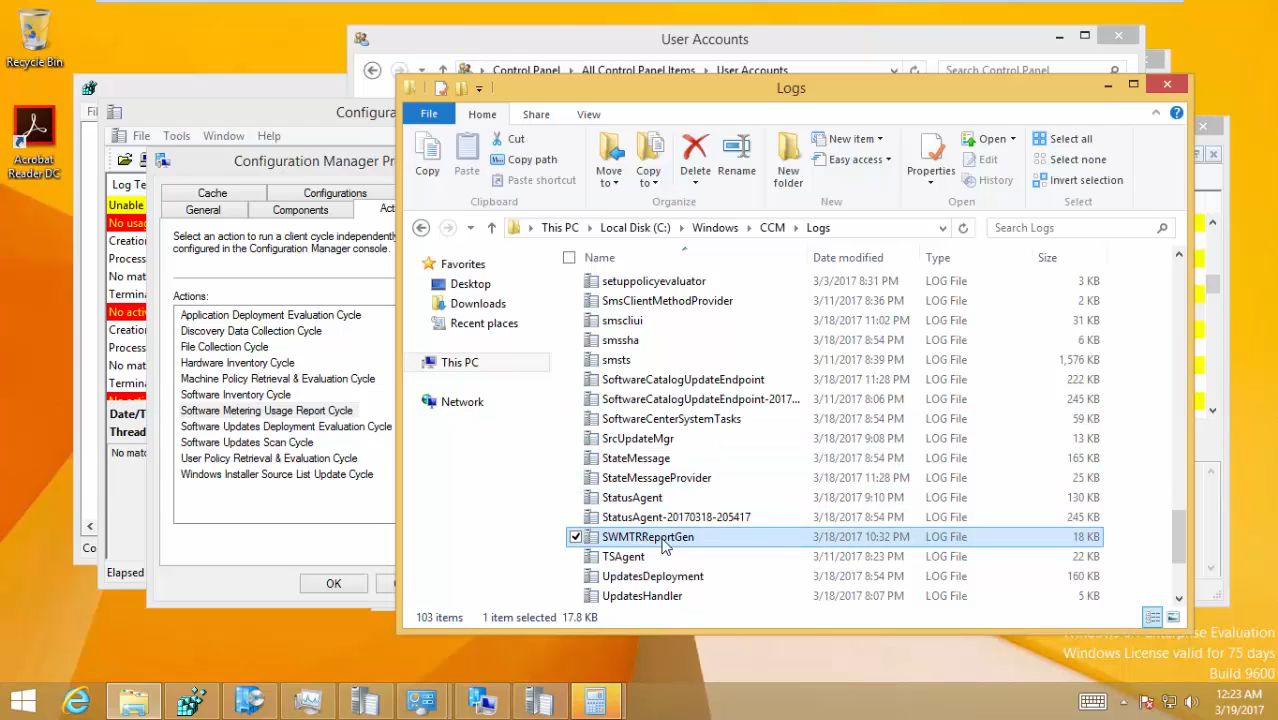 Recycle Bin
Acrobat
Reader DC
User Accounts
Control Panel
All Control Panel Items
User Accounts
Search Control Panel
File
Tools
Window
Help
Log Te
Unable
No usag
Creation
Process
No mat
Termina
No activ
Creation
Process
No mat
Termina
Date/T
Thread
No matc
Co
Elapsed
Configuration Manager Pr
Cache
Configurations
General
Components
Select an action to run a client cycle independently
configured in the Configuration Manager console.
Actions:
Application Deployment Evaluation Cycle
Discovery Data Collection Cycle
File Collection Cycle
Hardware Inventory Cycle
Machine Policy Retrieval & Evaluation Cycle
Software Inventory Cycle
Software Metering Usage Report Cycle
Software Updates Deployment Evaluation Cycle
Software Updates Scan Cycle
User Policy Retrieval & Evaluation Cycle
Windows Installer Source List Update Cycle
OK
Logs
File
Home
Share
View
Copy
Paste
Cut
Copy path
Paste shortcut
Clipboard
Move
to
Copy
to
Delete
Rename
Organize
New
folder
New item
Easy access
New
Properties
Open
Edit
History
Open
Select all
Select none
Invert selection
Select
This PC
Local Disk (C:)
Windows
CCM
Logs
Search Logs
Favorites
Desktop
Downloads
Recent places
This PC
Network
Name Date modified Type Size
setuppolicyevaluator 3/3/2017 8:31 PM LOG File 3 KB
SmsClientMethodProvider 3/11/2017 8:36 PM LOG File 2 KB
smscliui 3/18/2017 11:02 PM LOG File 31 KB
smssha 3/18/2017 8:54 PM LOG File 6 KB
smsts 3/11/2017 8:39 PM LOG File 1,576 KB
SoftwareCatalogUpdateEndpoint 3/18/2017 11:28 PM LOG File 222 KB
SoftwareCatalogUpdateEndpoint-2017... 3/11/2017 8:06 PM LOG File 245 KB
SoftwareCenterSystemTasks 3/18/2017 8:54 PM LOG File 59 KB
SrcUpdateMgr 3/18/2017 9:08 PM LOG File 13 KB
StateMessage 3/18/2017 8:54 PM LOG File 165 KB
StateMessageProvider 3/18/2017 11:28 PM LOG File 25 KB
StatusAgent 3/18/2017 9:10 PM LOG File 130 KB
StatusAgent-20170318-205417 3/18/2017 8:54 PM LOG File 245 KB
SWMTRReportGen 3/18/2017 10:32 PM LOG File 18 KB
TSAgent 3/11/2017 8:23 PM LOG File 22 KB
UpdatesDeployment 3/18/2017 8:54 PM LOG File 160 KB
UpdatesHandler 3/18/2017 8:07 PM LOG File 5 KB
103 items
1 item selected 17.8 KB
Enterprise Evaluation
Windows License valid for 75 days
Build 9600
12:23 AM
3/19/2017